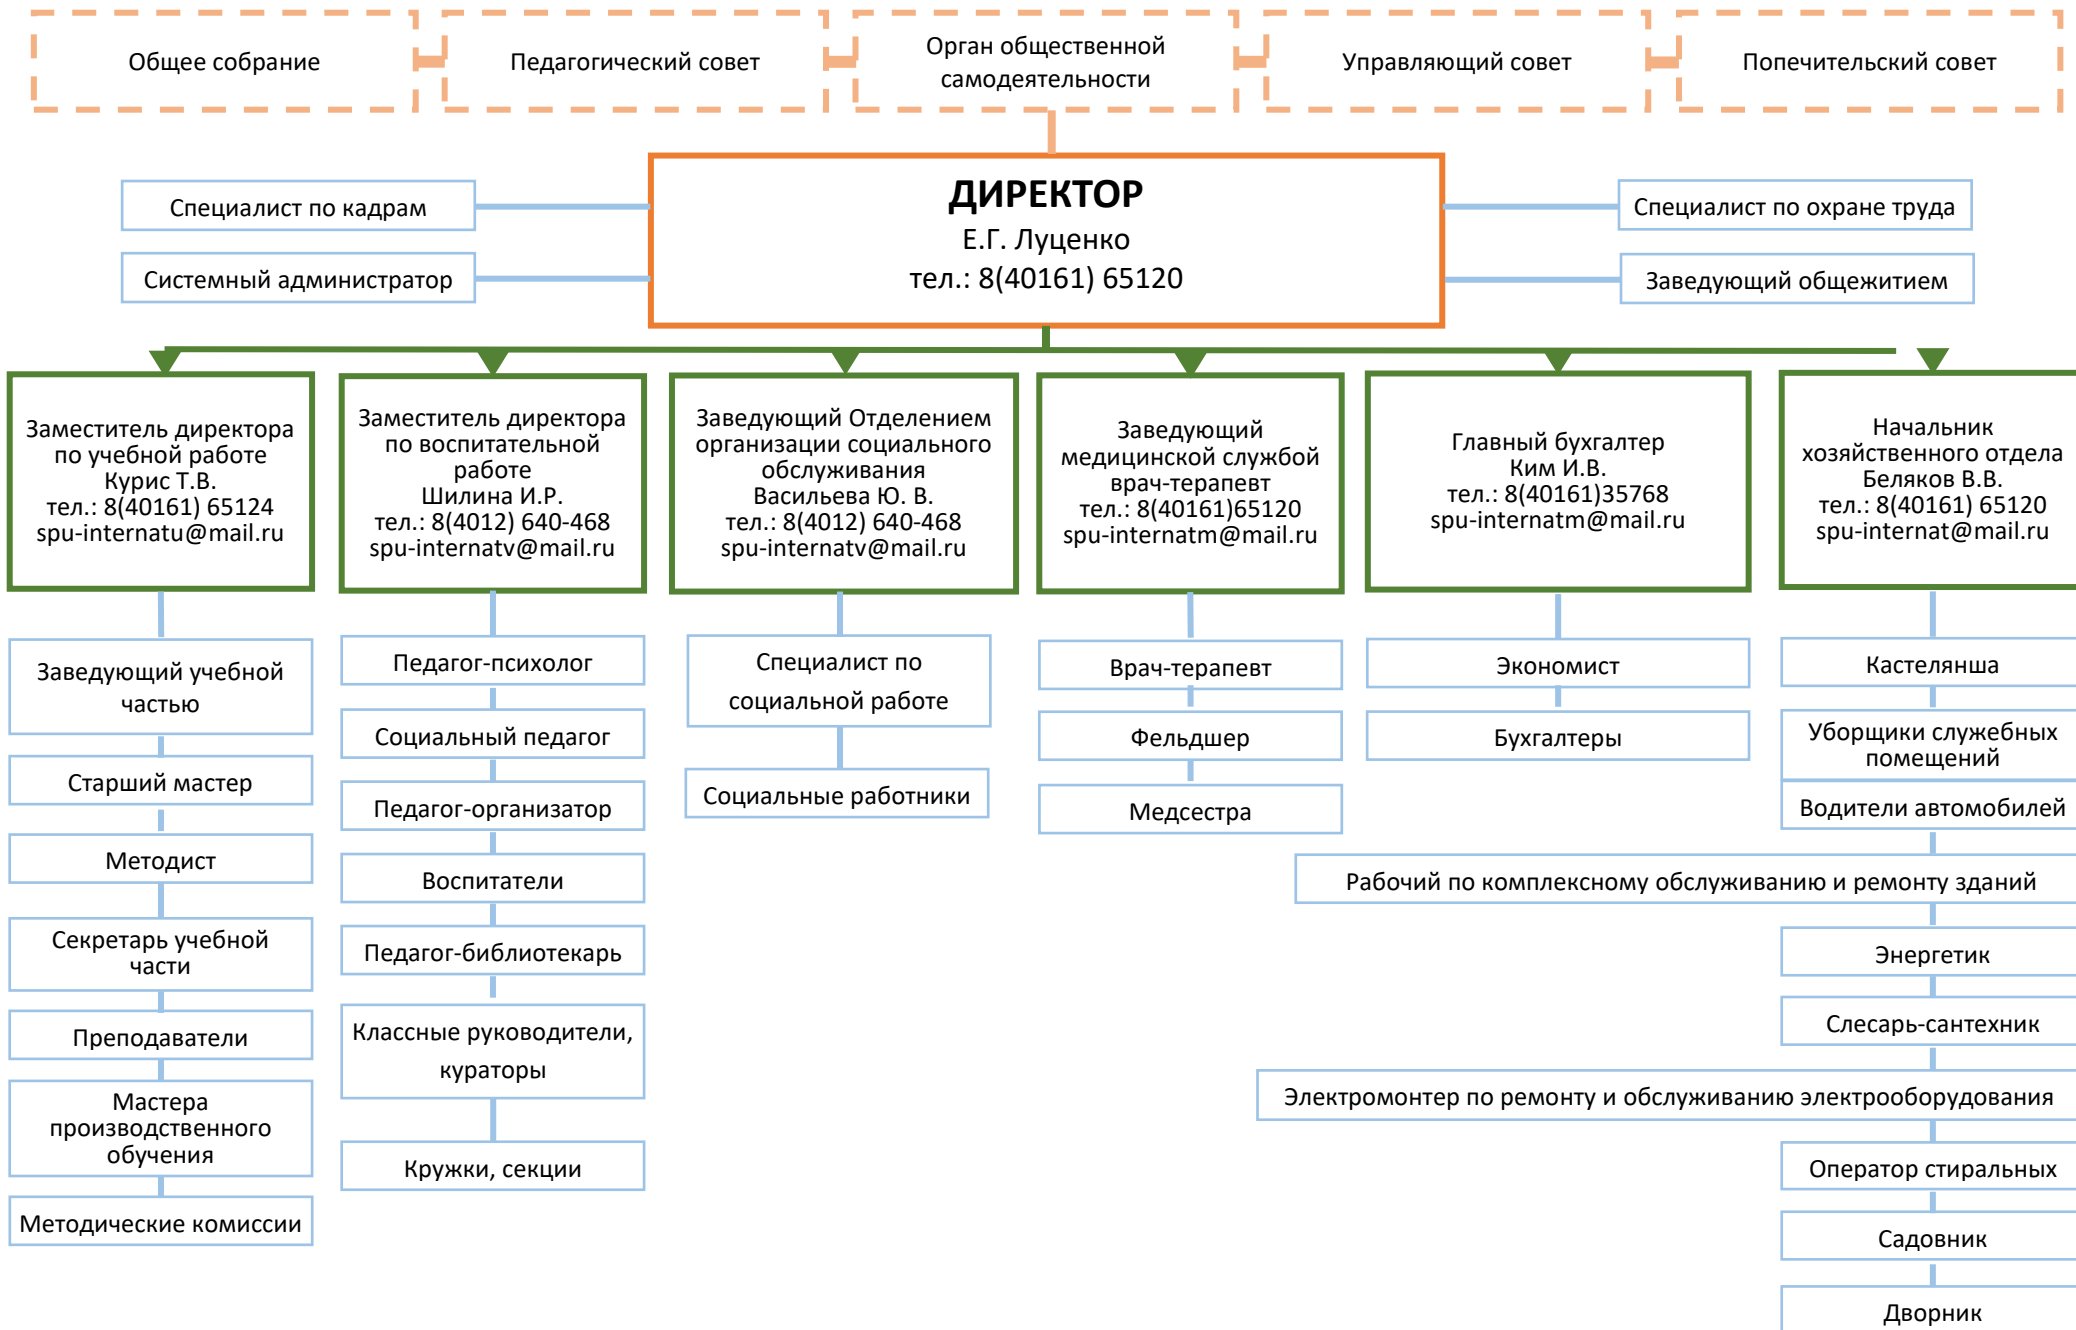 Общее собрание
Педагогический совет
Орган общественной
самодеятельности
Управляющий совет
Попечительский совет
ДИРЕКТОР
Е.Г. Луценко
тел.: 8(40161) 65120
Специалист по кадрам
Системный администратор
Специалист по охране труда
Заведующий общежитием
Заместитель директора
по учебной работе
Курис Т.В.
тел.: 8(40161) 65124
spu-internatu@mail.ru
Заведующий учебной
частью
Старший мастер
Методист
Секретарь учебной
части
Преподаватели
Мастера
производственного
обучения
Методические комиссии
Заместитель директора
по воспитательной
работе
Шилина И.Р.
тел.: 8(4012) 640-468
spu-internatv@mail.ru
Педагог-психолог
Социальный педагог
Педагог-организатор
Воспитатели
Педагог-библиотекарь
Классные руководители,
кураторы
Кружки, секции
Заведующий Отделением
организации социального
обслуживания
Васильева Ю. В.
тел.: 8(4012) 640-468
spu-internatv@mail.ru
Специалист по
социальной работе
Социальные работники
Заведующий
медицинской службой
врач-терапевт
тел.: 8(40161)65120
spu-internatm@mail.ru
Врач-терапевт
Фельдшер
Медсестра
Главный бухгалтер
Ким И.В.
тел.: 8(40161)35768
spu-internatm@mail.ru
Экономист
Бухгалтеры
Начальник
хозяйственного отдела
Беляков В.В.
тел.: 8(40161) 65120
spu-internat@mail.ru
Кастелянша
Уборщики служебных
помещений
Водители автомобилей
Рабочий по комплексному обслуживанию и ремонту зданий
Энергетик
Слесарь-сантехник
Электромонтер по ремонту и обслуживанию электрооборудования
Оператор стиральных
Садовник
Дворник